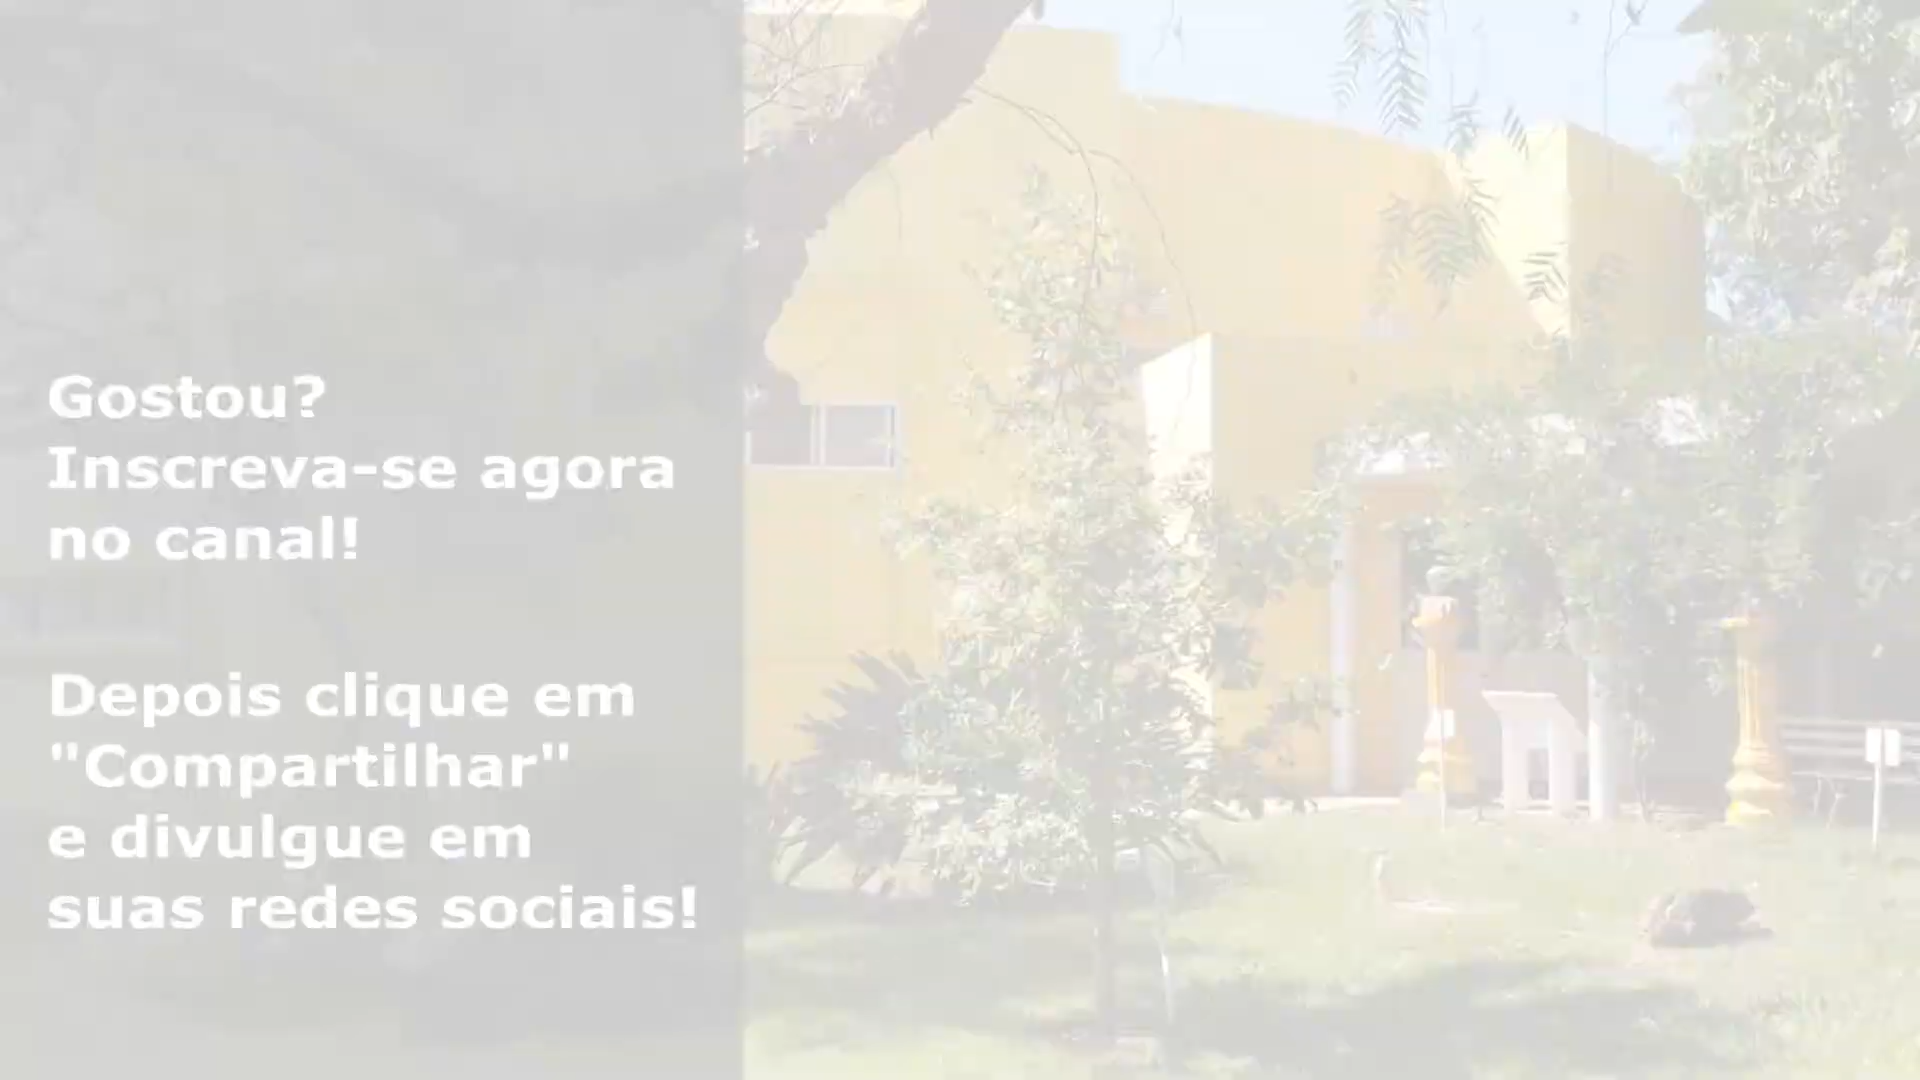 Gostou?
Inscreva-se agora
no canal!
Depois clique em
"Compartilhar"
e divulgue em
suas redes sociais!